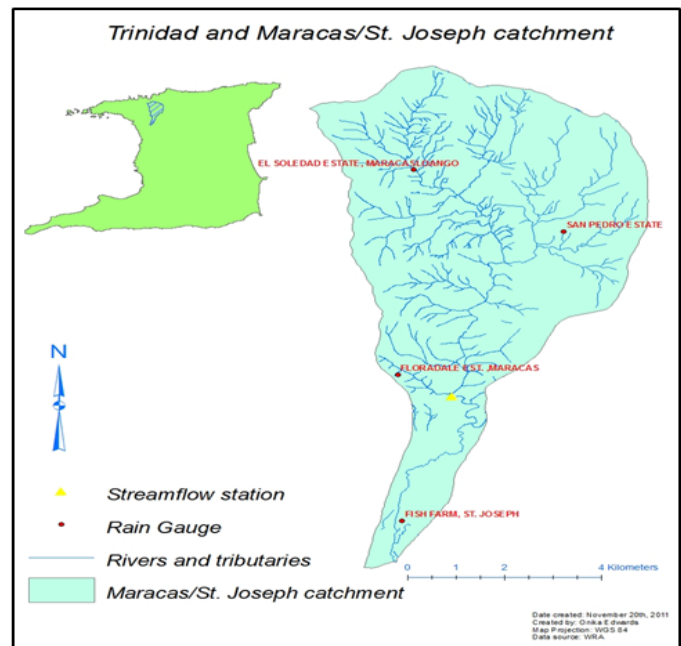 Trinidad and Maracas/St. Joseph catchment
EL SOLEDAD ESTATE, MARACAS LOANGO
SAN PEDRO ESTATE
FLORADALE EST. MARACAS
FISH FARM, ST. JOSEPH
N
Streamflow station
Rain Gauge
Rivers and tributaries
Maracas/St. Joseph catchment
0 1 2 4 Kilometers
Date created: November 20th, 2011
Created by: Onika Edwards
Map Projection: WGS 84
Data source: WRA